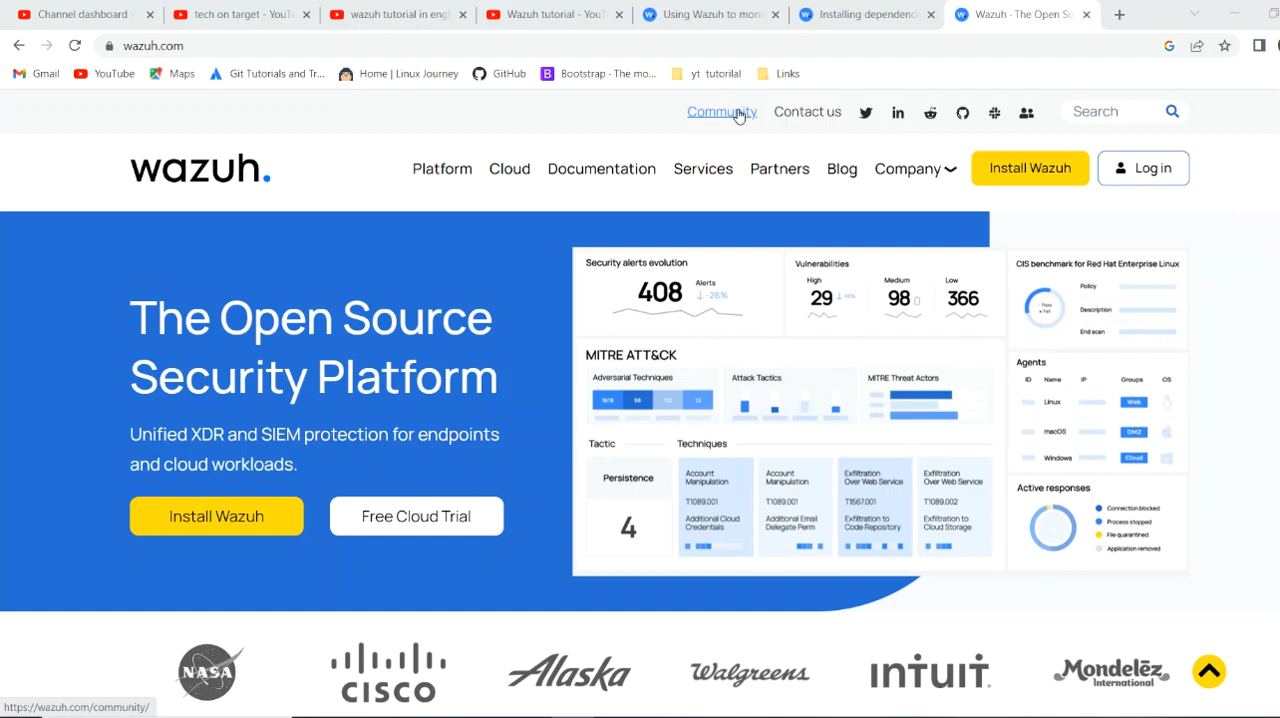 Channel dashboard -
tech on target - YouT
wazuh tutorial in engl
Wazuh tutorial - YouT
Using Wazuh to moni
Installing dependenc
Wazuh - The Open So
wazuh.com
Gmail
YouTube
Maps
Git Tutorials and Tr...
Home | Linux Journey
GitHub
Bootstrap · The mo...
yt tutorilal
Links
Community
Contact us
Search
wazuh.
Platform
Cloud
Documentation
Services
Partners
Blog
Company
Install Wazuh
Log in
The Open Source
Security Platform
Unified XDR and SIEM protection for endpoints
and cloud workloads.
Install Wazuh
Free Cloud Trial
Security alerts evolution
408
Alerts
↓-26%
Vulnerabilities
High
29
Medium
98
0
Low
366
CIS benchmark for Red Hat Enterprise Linux
Policy
Description
End scan
MITRE ATT&CK
Adversarial Techniques
Attack Tactics
MITRE Threat Actors
Agents
ID Name IP Groups OS
Linux Web
macOS DMZ
Windows Cloud
Tactic
Techniques
Persistence
4
Account
Manipulation
T1089.001
Additional Cloud
Credentials
Account
Manipulation
T1089.001
Additional Email
Delegate Perm
Exfiltration
Over Web Service
T1567.001
Exfiltration to
Code Repository
Exfiltration
Over Web Service
T1089.002
Exfiltration to
Cloud Storage
Active responses
Connection blocked
Process stopped
File quarantined
Application removed
NASA
CISCO
Alaska
Walgreens
INTUIT
Mondelēz
International
https://wazuh.com/community/